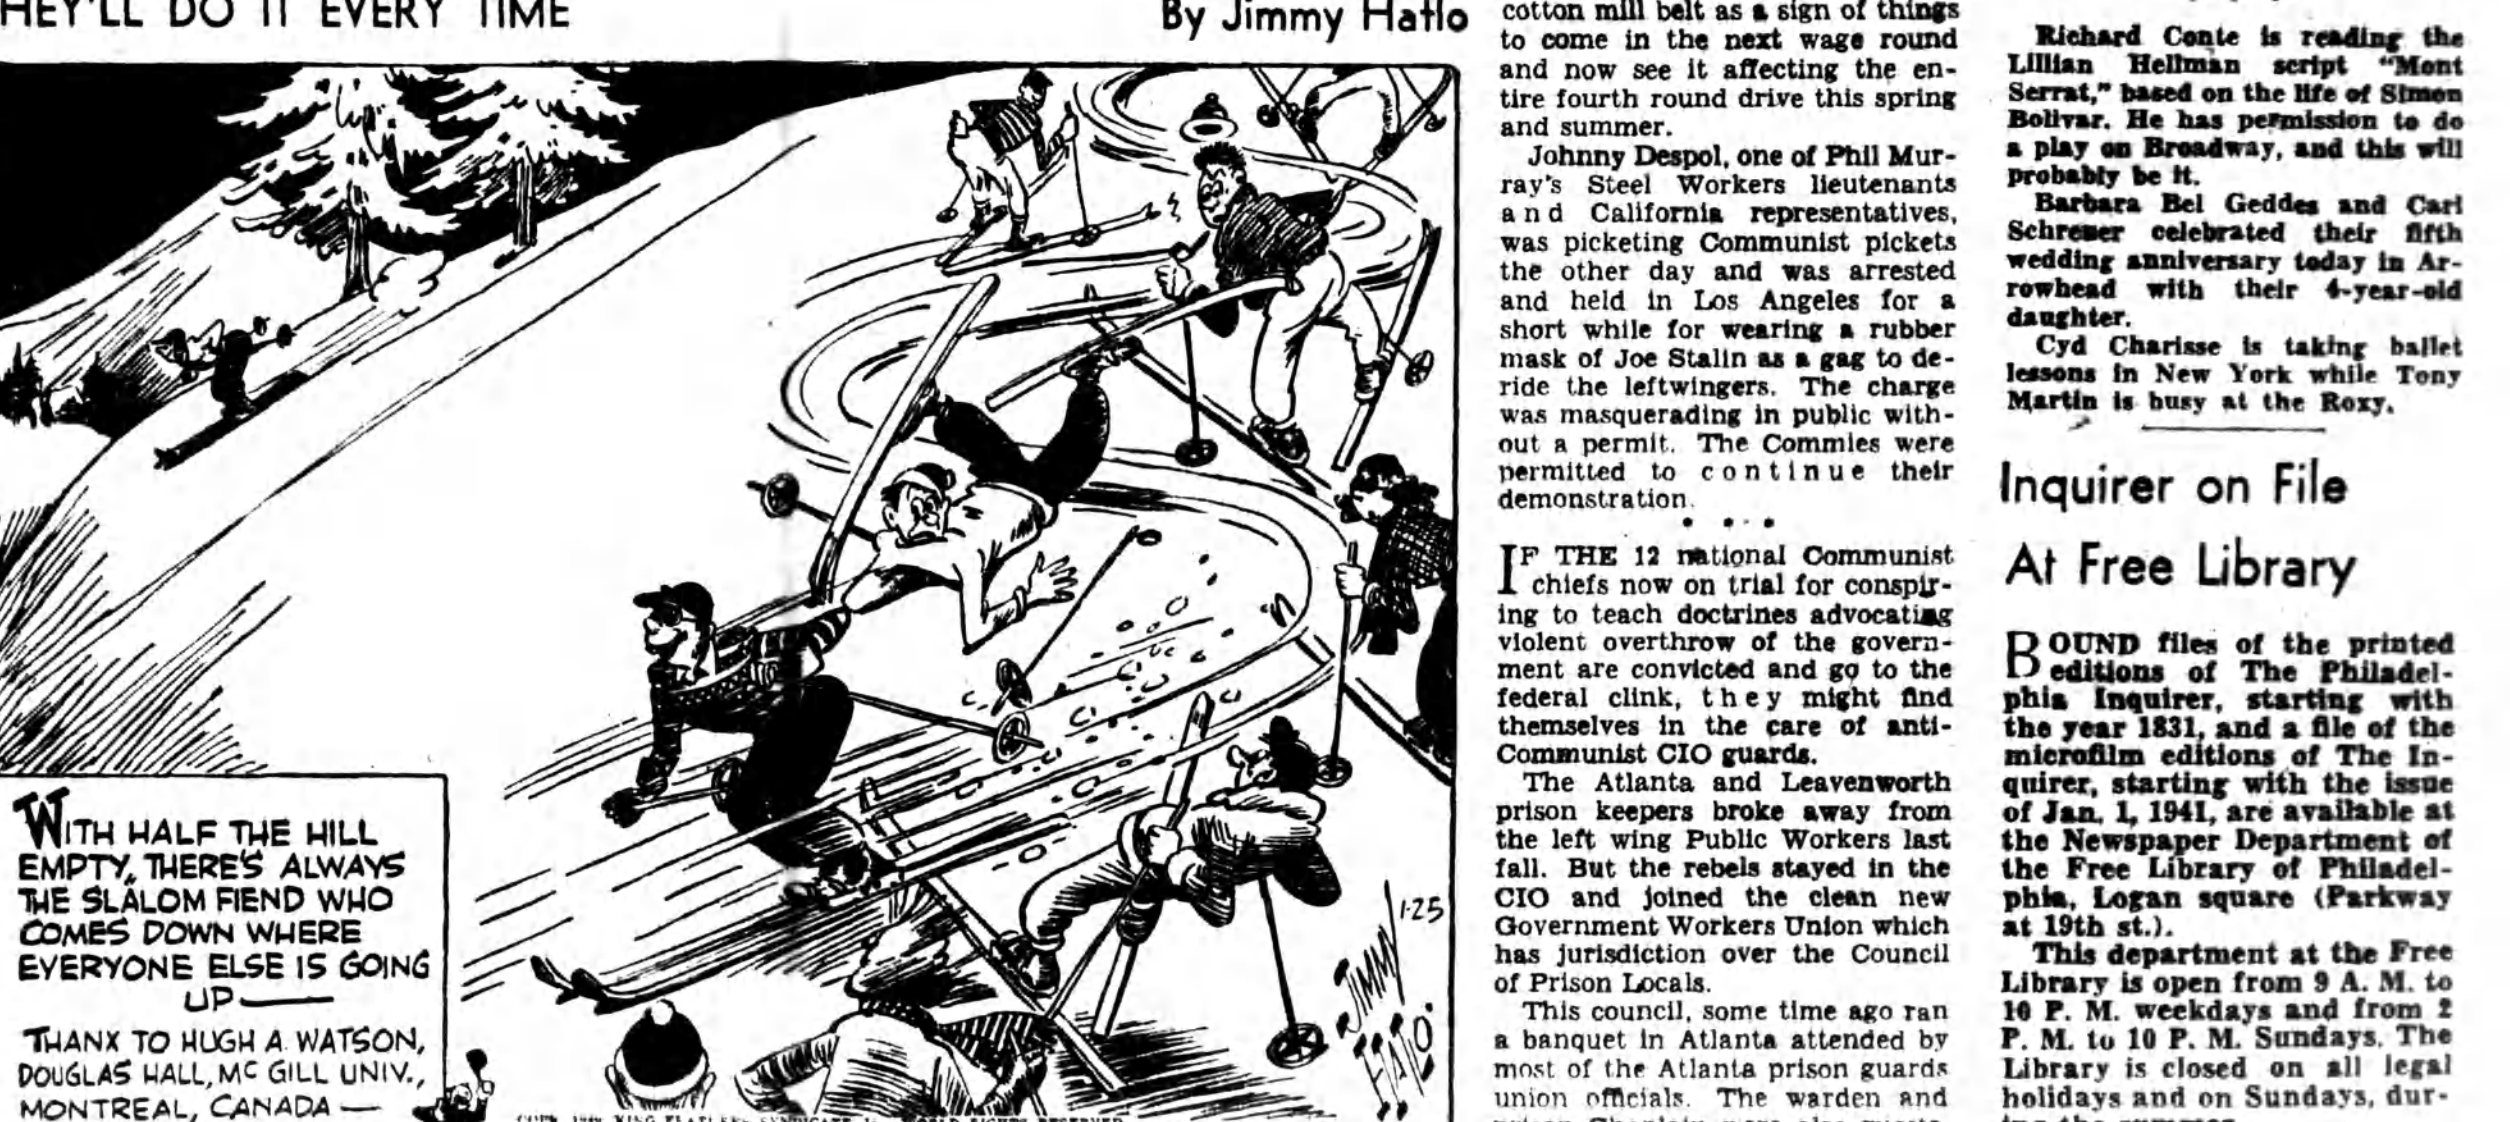 HEY'LL DO IT EVERY TIME
By Jimmy Hatlo
WITH HALF THE HILL
EMPTY, THERE'S ALWAYS
THE SLALOM FIEND WHO
COMES DOWN WHERE
EVERYONE ELSE IS GOING
UP—
THANX TO HUGH A. WATSON,
DOUGLAS HALL, MCGILL UNIV.,
MONTREAL, CANADA —
1-25
JIMMY
HATLO
KING FEATURES SYNDICATE WORLD RIGHTS RESERVED
cotton mill belt as a sign of things
to come in the next wage round
and now see it affecting the en-
tire fourth round drive this spring
and summer.
Johnny Despol, one of Phil Mur-
ray's Steel Workers lieutenants
and California representatives,
was picketing Communist pickets
the other day and was arrested
and held in Los Angeles for a
short while for wearing a rubber
mask of Joe Stalin as a gag to de-
ride the leftwingers. The charge
was masquerading in public with-
out a permit. The Commies were
permitted to continue their
demonstration.
IF THE 12 national Communist
chiefs now on trial for conspir-
ing to teach doctrines advocating
violent overthrow of the govern-
ment are convicted and go to the
federal clink, they might find
themselves in the care of anti-
Communist CIO guards.
The Atlanta and Leavenworth
prison keepers broke away from
the left wing Public Workers last
fall. But the rebels stayed in the
CIO and joined the clean new
Government Workers Union which
has jurisdiction over the Council
of Prison Locals.
This council, some time ago ran
a banquet in Atlanta attended by
most of the Atlanta prison guards
union officials. The warden and
Richard Conte is reading the
Lillian Hellman script "Mont
Serrat," based on the life of Simon
Bolivar. He has permission to do
a play on Broadway, and this will
probably be it.
Barbara Bel Geddes and Carl
Schreuer celebrated their fifth
wedding anniversary today in Ar-
rowhead with their 4-year-old
daughter.
Cyd Charisse is taking ballet
lessons in New York while Tony
Martin is busy at the Roxy.
Inquirer on File
At Free Library
BOUND files of the printed
editions of The Philadel-
phia Inquirer, starting with
the year 1831, and a file of the
microfilm editions of The In-
quirer, starting with the issue
of Jan. 1, 1941, are available at
the Newspaper Department of
the Free Library of Philadel-
phia, Logan square (Parkway
at 19th st.).
This department at the Free
Library is open from 9 A. M. to
10 P. M. weekdays and from 2
P. M. to 10 P. M. Sundays. The
Library is closed on all legal
holidays and on Sundays, dur-